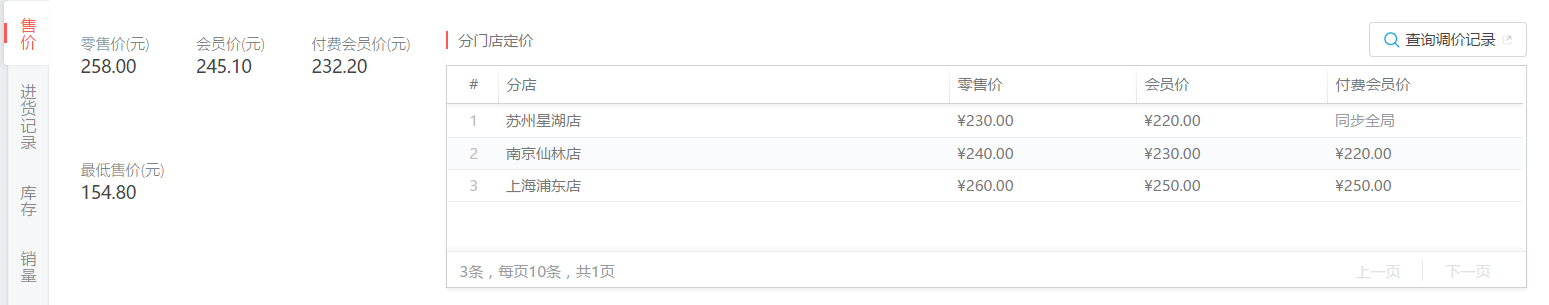 售价
进货记录
库存
销量
零售价(元)
258.00
会员价(元)
245.10
付费会员价(元)
232.20
最低售价(元)
154.80
分门店定价
查询调价记录
# 分店 零售价 会员价 付费会员价
1 苏州星湖店 ¥230.00 ¥220.00 同步全局
2 南京仙林店 ¥240.00 ¥230.00 ¥220.00
3 上海浦东店 ¥260.00 ¥250.00 ¥250.00
3条，每页10条，共1页
上一页 下一页